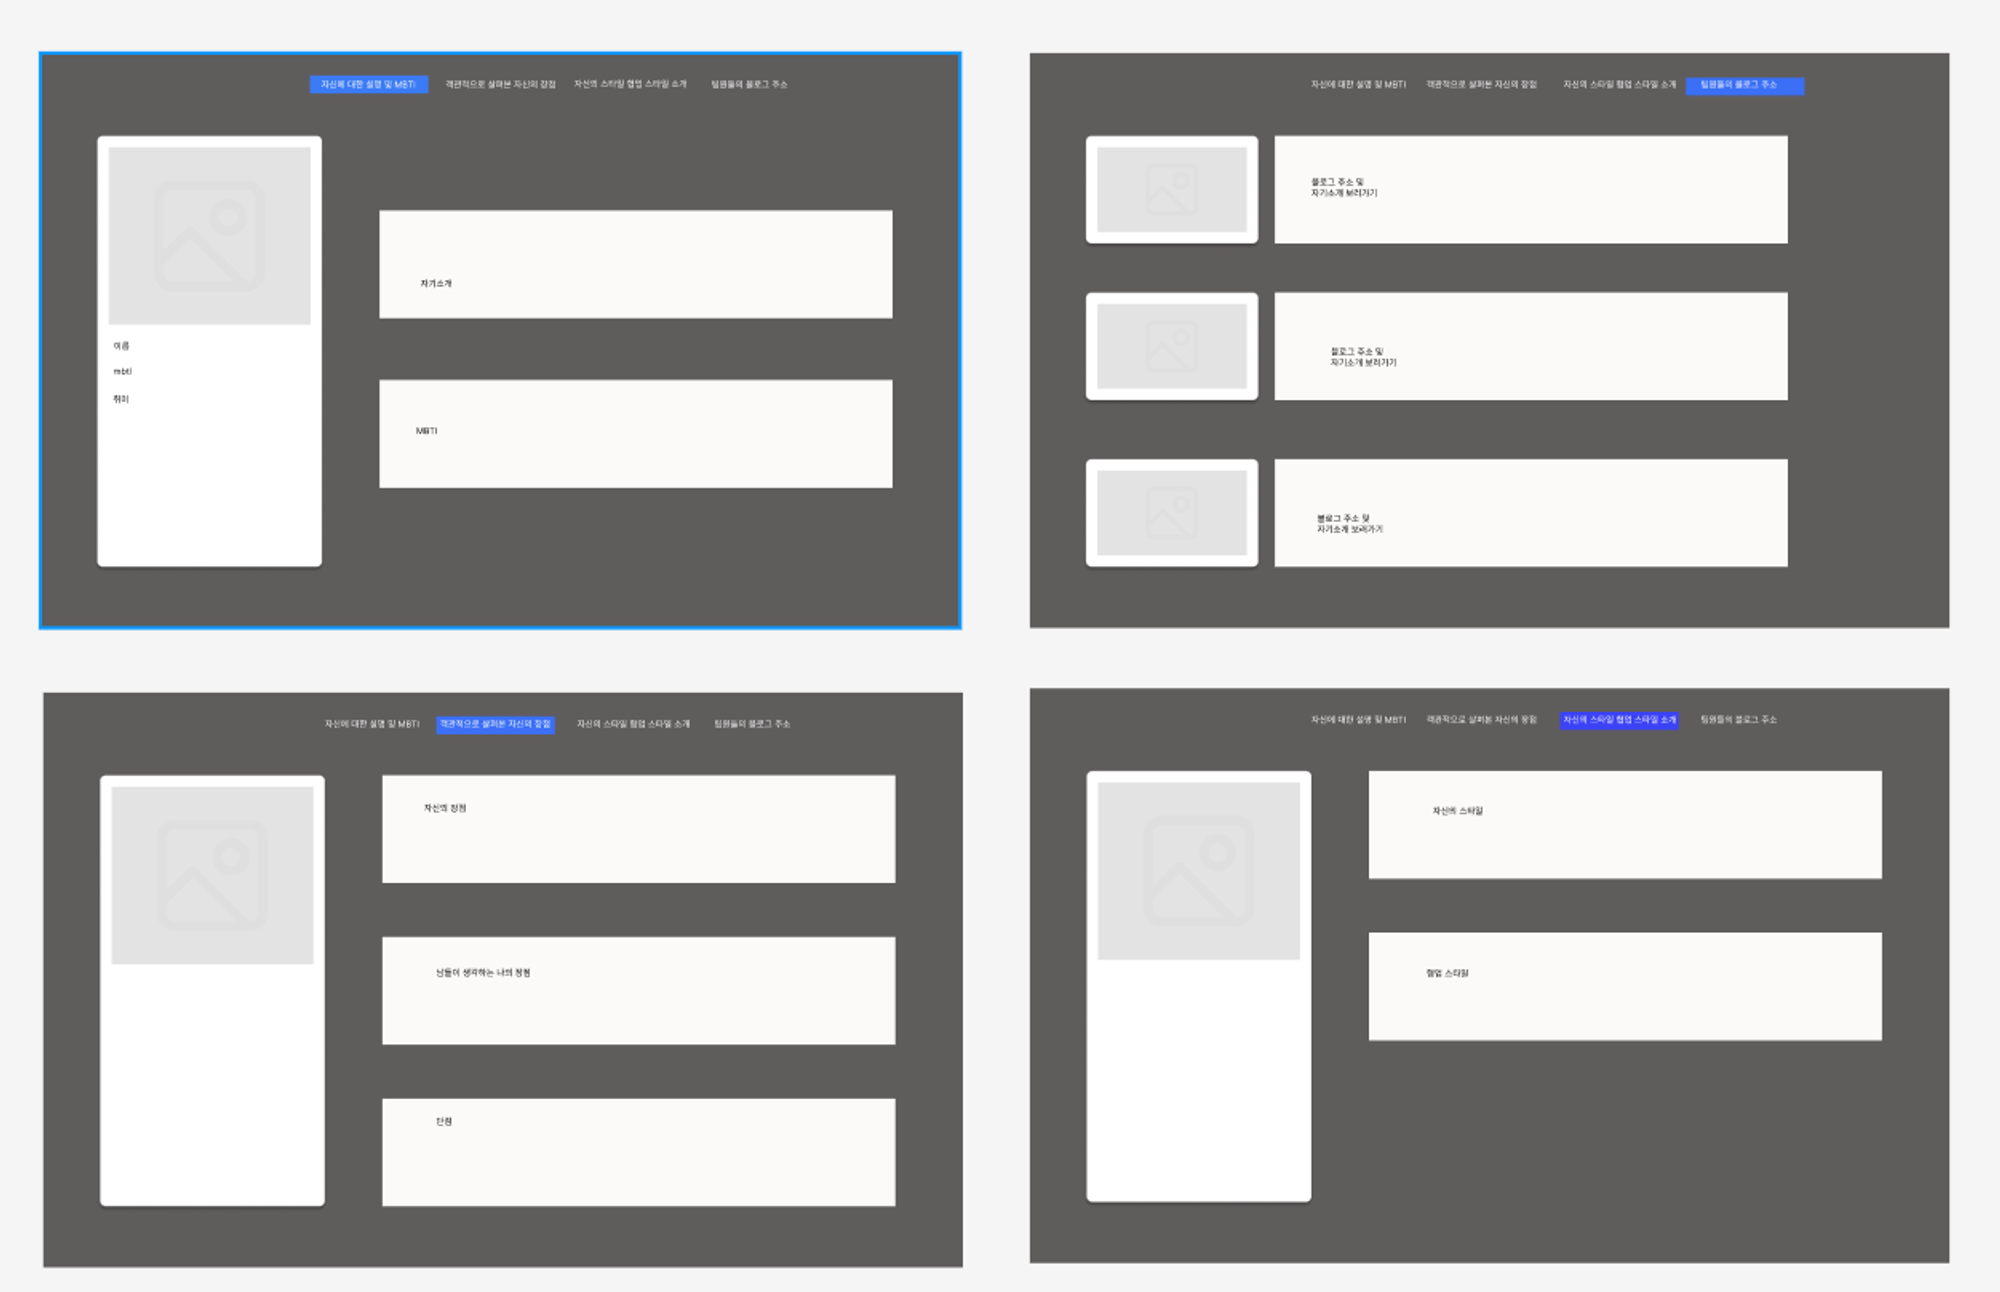 자신에 대한 설명 및 MBTI 객관적으로 살펴본 자신의 장점 자신의 스타일 협업 스타일 소개 팀원들의 블로그 주소
이름
mbti
취미
자기소개
MBTI
자신에 대한 설명 및 MBTI 객관적으로 살펴본 자신의 장점 자신의 스타일 협업 스타일 소개 팀원들의 블로그 주소
블로그 주소 및
자기소개 보러가기
블로그 주소 및
자기소개 보러가기
블로그 주소 및
자기소개 보러가기
자신에 대한 설명 및 MBTI 객관적으로 살펴본 자신의 장점 자신의 스타일 협업 스타일 소개 팀원들의 블로그 주소
자신의 장점
남들이 생각하는 나의 장점
단점
자신에 대한 설명 및 MBTI 객관적으로 살펴본 자신의 장점 자신의 스타일 협업 스타일 소개 팀원들의 블로그 주소
자신의 스타일
협업 스타일